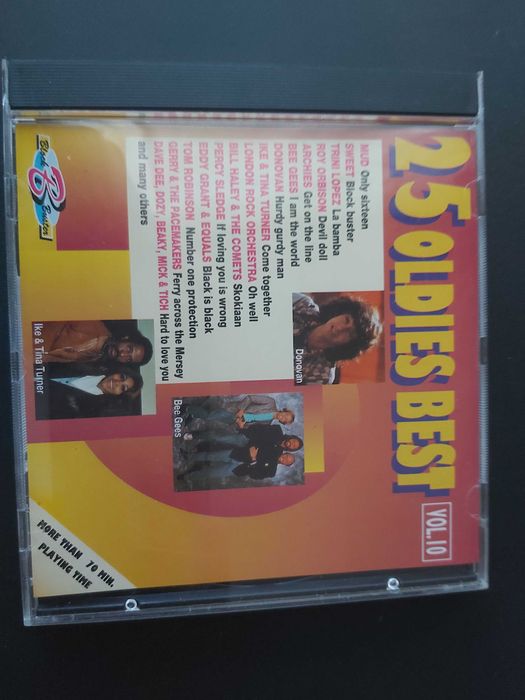 25 OLDIES BEST
VOL. 10
MUD Only sixteen
SWEET Block buster
TRINI LOPEZ La bamba
ROY ORBISON Devil doll
ARCHIES Get on the line
BEE GEES I am the world
DONOVAN Hurdy gurdy man
IKE & TINA TURNER Come together
LONDON ROCK ORCHESTRA Oh well
BILL HALEY & THE COMETS Skokiaan
PERCY SLEDGE If loving you is wrong
EDDY GRANT & EQUALS Black is black
TOM ROBINSON Number one protection
GERRY & THE PACEMAKERS Ferry across the Mersey
DAVE DEE, DOZY, BEAKY, MICK & TICH Hard to love you
and many others
Donovan
Bee Gees
Ike & Tina Turner
Block
B
Buster
MORE THAN 70 MIN.
PLAYING TIME